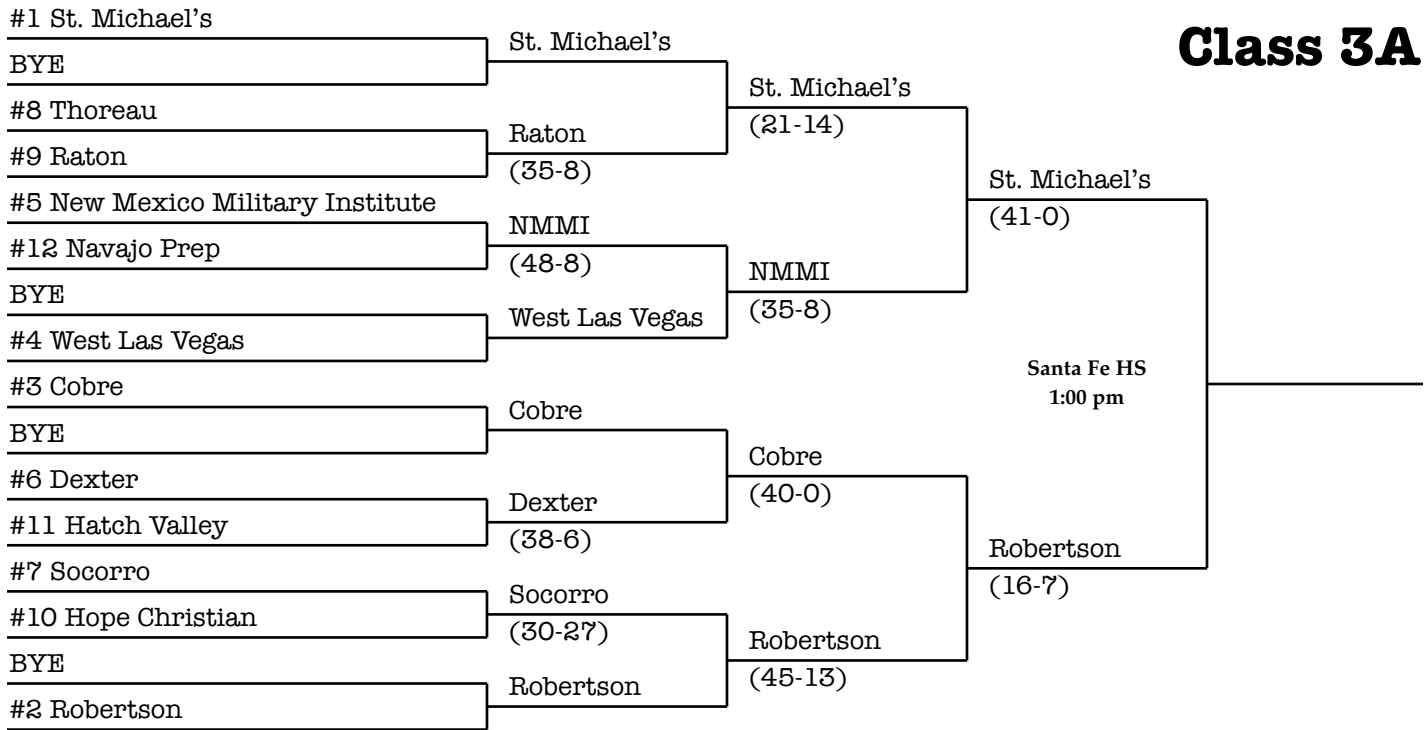 Class 3A
#1 St. Michael's
BYE
#8 Thoreau
#9 Raton
#5 New Mexico Military Institute
#12 Navajo Prep
BYE
#4 West Las Vegas
#3 Cobre
BYE
#6 Dexter
#11 Hatch Valley
#7 Socorro
#10 Hope Christian
BYE
#2 Robertson
St. Michael's
Raton
(35-8)
NMMI
(48-8)
West Las Vegas
Cobre
Dexter
(38-6)
Socorro
(30-27)
Robertson
St. Michael's
(21-14)
NMMI
(35-8)
Cobre
(40-0)
Robertson
(45-13)
St. Michael's
(41-0)
Santa Fe HS
1:00 pm
Robertson
(16-7)